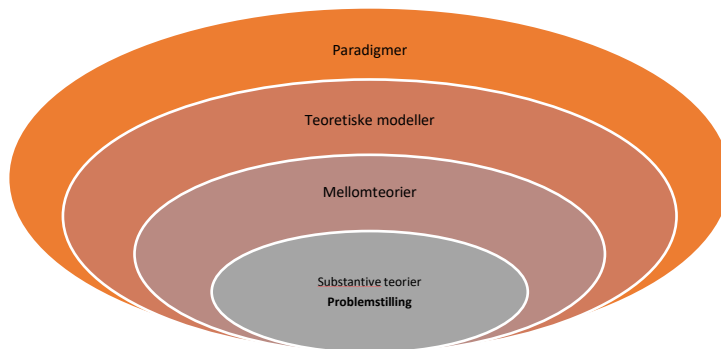 Paradigmer
Teoretiske modeller
Mellomteorier
Substantive teorier
Problemstilling